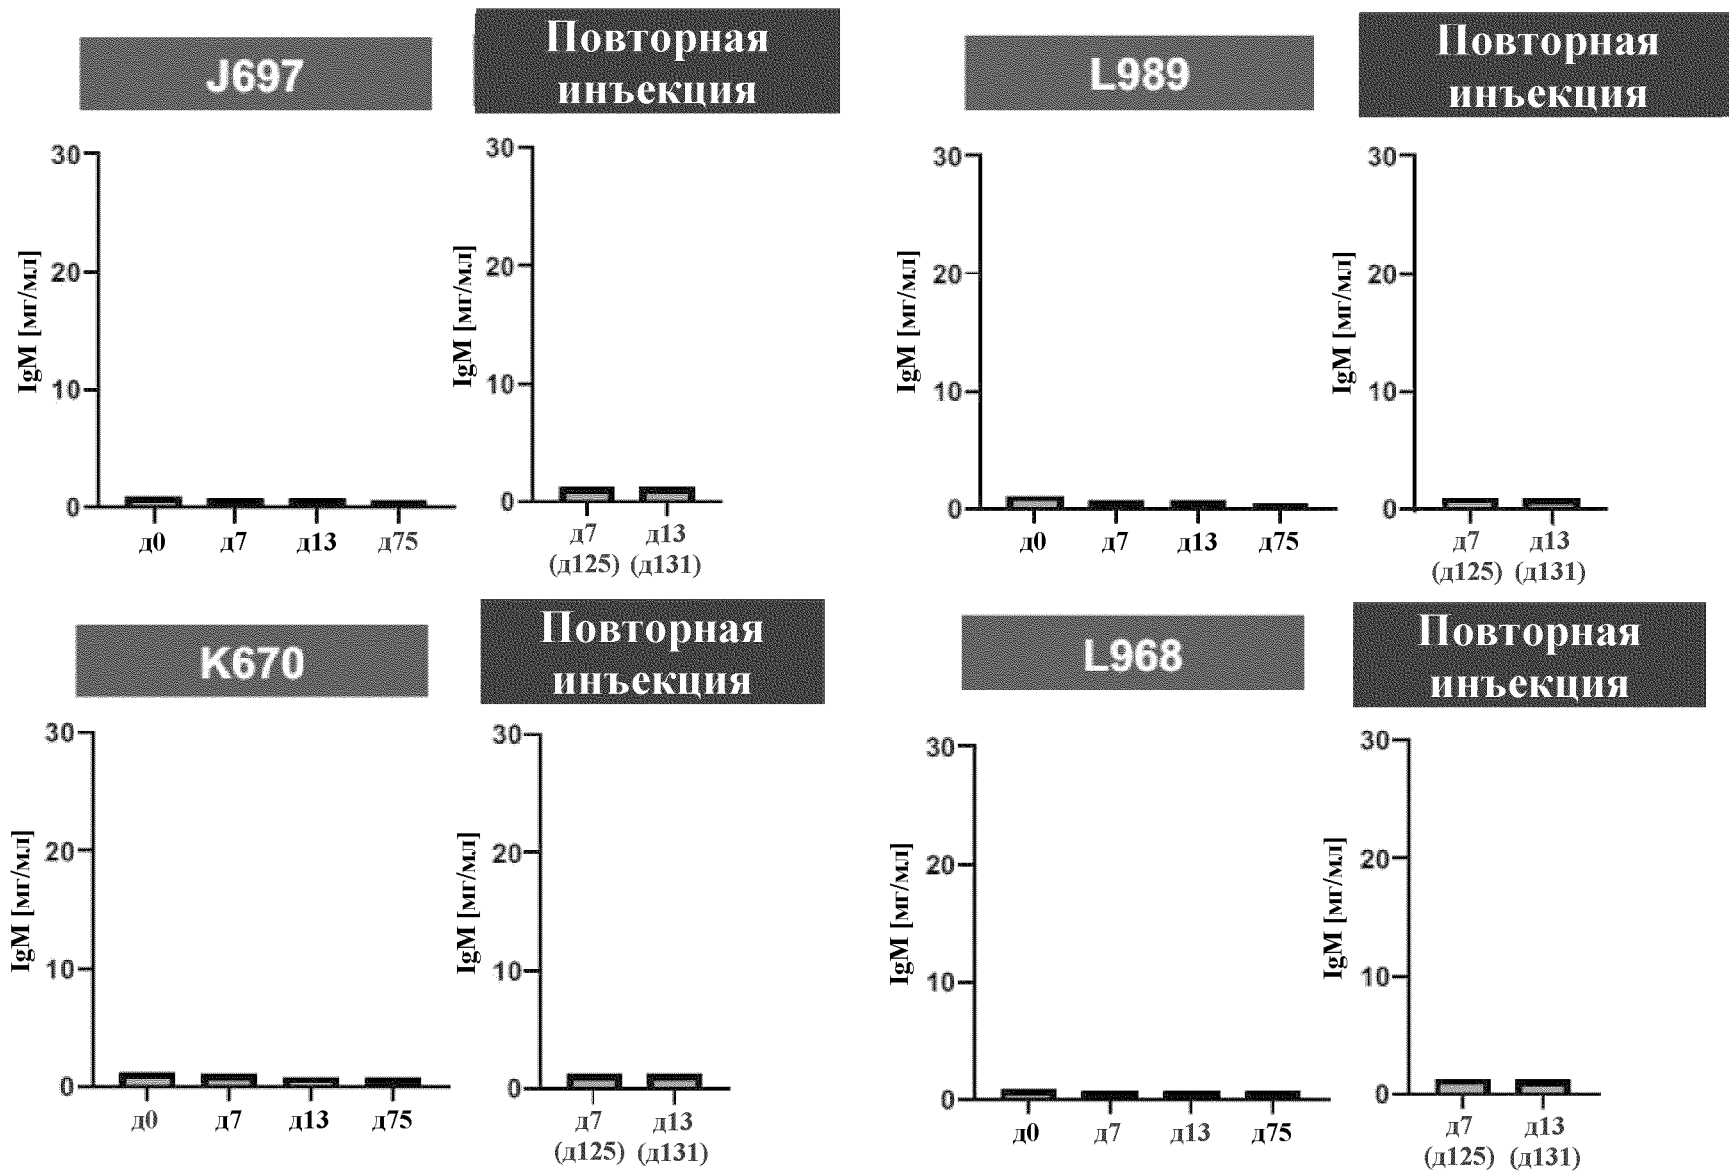 J697
Повторная
инъекция
L989
Повторная
инъекция
30
20
10
0
IgM [мг/мл]
д0 д7 д13 д75
30
20
10
0
IgM [мг/мл]
д7 д13
(д125) (д131)
30
20
10
0
IgM [мг/мл]
д0 д7 д13 д75
30
20
10
0
IgM [мг/мл]
д7 д13
(д125) (д131)
K670
Повторная
инъекция
L968
Повторная
инъекция
30
20
10
0
IgM [мг/мл]
д0 д7 д13 д75
30
20
10
0
IgM [мг/мл]
д7 д13
(д125) (д131)
30
20
10
0
IgM [мг/мл]
д0 д7 д13 д75
30
20
10
0
IgM [мг/мл]
д7 д13
(д125) (д131)